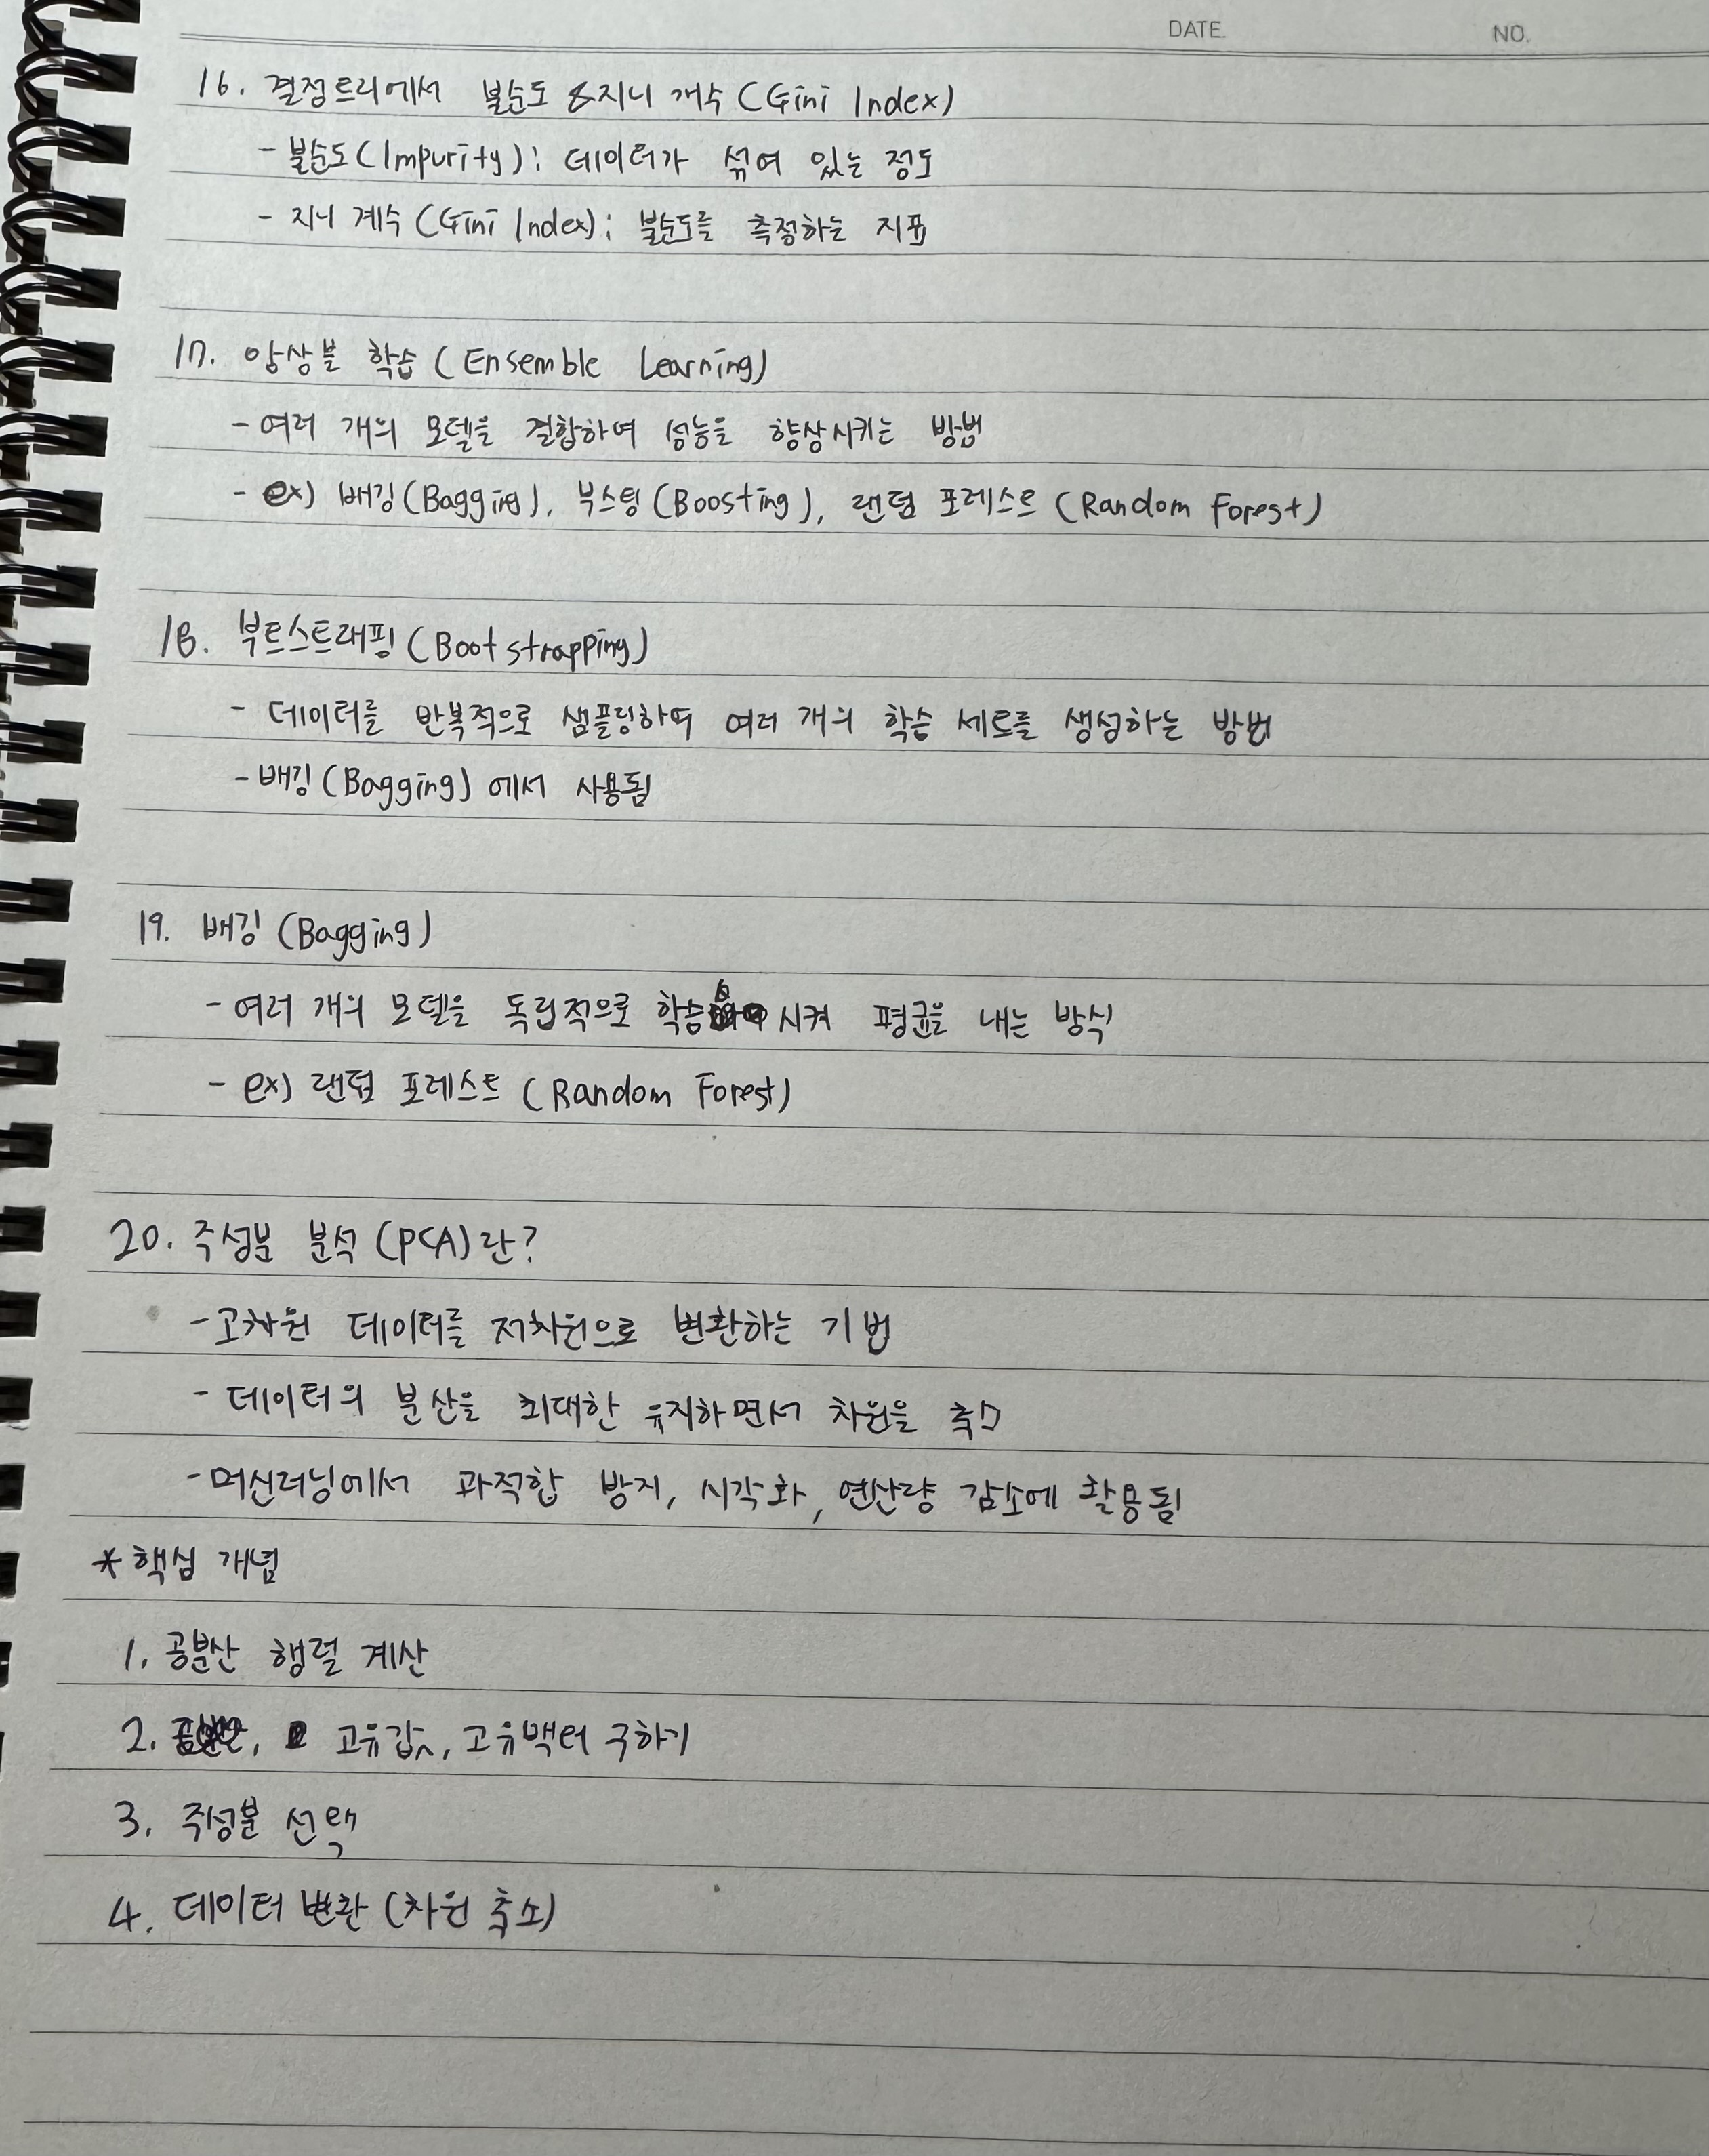 DATE.
NO.
16. 결정트리에서 불순도 & 지니 계수 (Gini Index)
- 불순도(Impurity): 데이터가 섞여 있는 정도
- 지니 계수 (Gini Index): 불순도를 측정하는 지표
17. 앙상블 학습 (Ensemble Learning)
- 여러 개의 모델을 결합하여 성능을 향상시키는 방법
- ex) 배깅(Bagging), 부스팅(Boosting), 랜덤 포레스트 (Random Forest)
18. 부트스트래핑 (Bootstrapping)
- 데이터를 반복적으로 샘플링하여 여러 개의 학습 세트를 생성하는 방법
- 배깅(Bagging)에서 사용됨
19. 배깅 (Bagging)
- 여러 개의 모델을 독립적으로 학습시켜 평균을 내는 방식
- ex) 랜덤 포레스트 (Random Forest)
20. 주성분 분석 (PCA)란?
- 고차원 데이터를 저차원으로 변환하는 기법
- 데이터의 분산을 최대한 유지하면서 차원을
- 머신러닝에서 과적합 방지, 시각화, 연산량 감소에 활용됨
* 핵심 개념
1. 공분산 행렬 계산
2. 고유값, 고유벡터 구하기
3. 주성분 선택
4. 데이터 변환 (차원 축소)